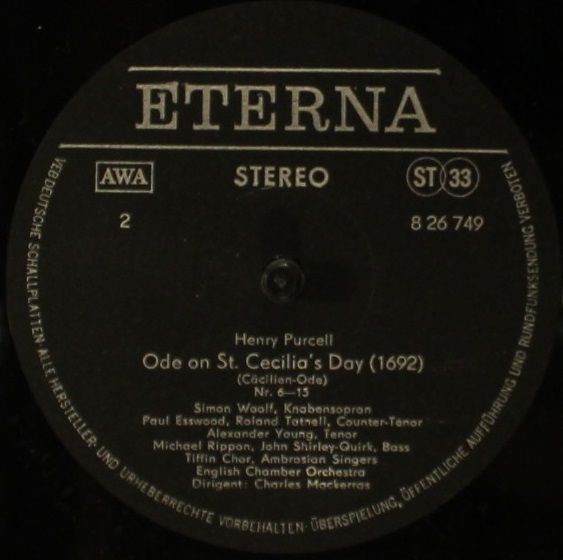 ETERNA
AWA
STEREO
ST 33
2
8 26 749
Henry Purcell
Ode on St. Cecilia's Day (1692)
(Cäcilien-Ode)
Nr. 6—13
Simon Woolf, Knabensopran
Paul Esswood, Roland Tatnell, Counter-Tenor
Alexander Young, Tenor
Michael Rippon, John Shirley-Quirk, Bass
Tiffin Chor, Ambrosian Singers
English Chamber Orchestra
Dirigent: Charles Mackerras
VEB DEUTSCHE SCHALLPLATTEN ALLE HERSTELLER- UND URHEBERRECHTE VORBEHALTEN · ÜBERSPIELUNG, ÖFFENTLICHE AUFFÜHRUNG UND RUNDFUNKSENDUNG VERBOTEN